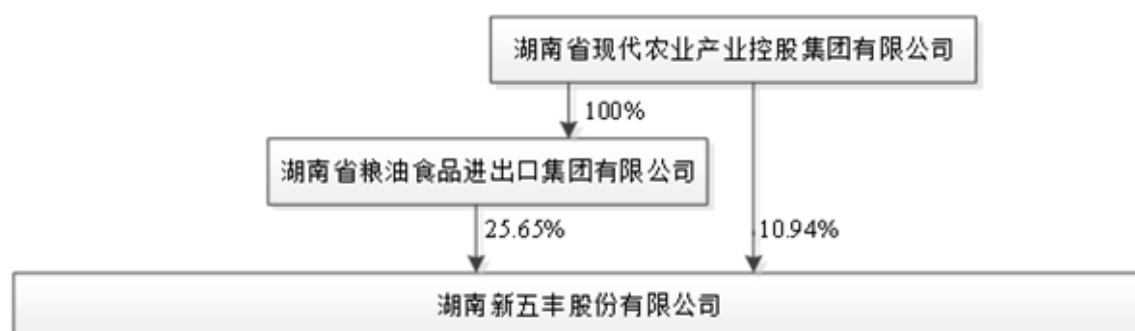 湖南省现代农业产业控股集团有限公司
100%
湖南省粮油食品进出口集团有限公司
25.65%
10.94%
湖南新五丰股份有限公司